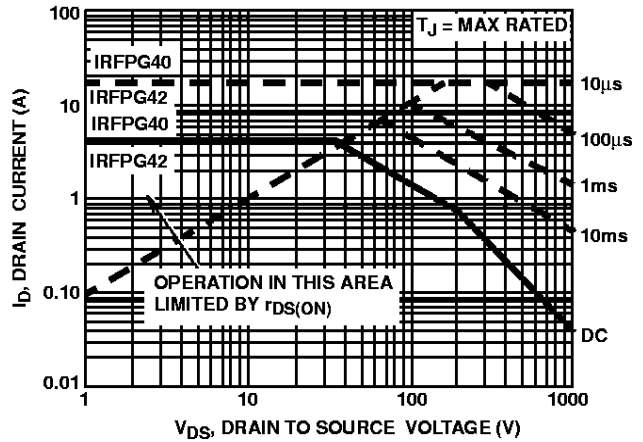 100
T_J = MAX RATED
IRFPG40
10μs
IRFPG42
10
IRFPG40
100μs
IRFPG42
1ms
1
10ms
OPERATION IN THIS AREA
LIMITED BY r_DS(ON)
0.10
DC
0.01
1
10
100
1000
I_D, DRAIN CURRENT (A)
V_DS, DRAIN TO SOURCE VOLTAGE (V)